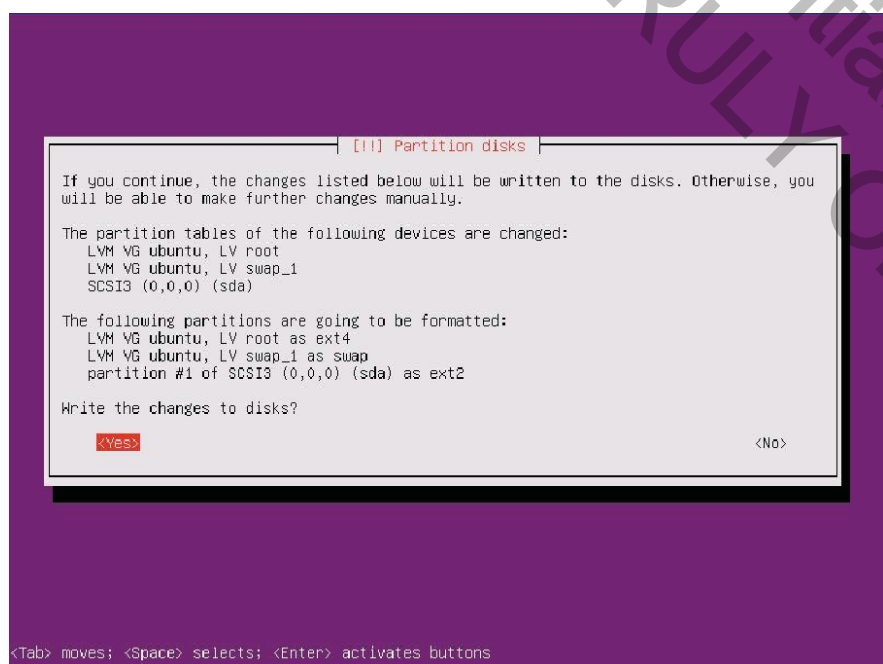 [!!] Partition disks
If you continue, the changes listed below will be written to the disks. Otherwise, you
will be able to make further changes manually.
The partition tables of the following devices are changed:
LVM VG ubuntu, LV root
LVM VG ubuntu, LV swap_1
SCSI3 (0,0,0) (sda)
The following partitions are going to be formatted:
LVM VG ubuntu, LV root as ext4
LVM VG ubuntu, LV swap_1 as swap
partition #1 of SCSI3 (0,0,0) (sda) as ext2
Write the changes to disks?
<Yes> <No>
<Tab> moves; <Space> selects; <Enter> activates buttons